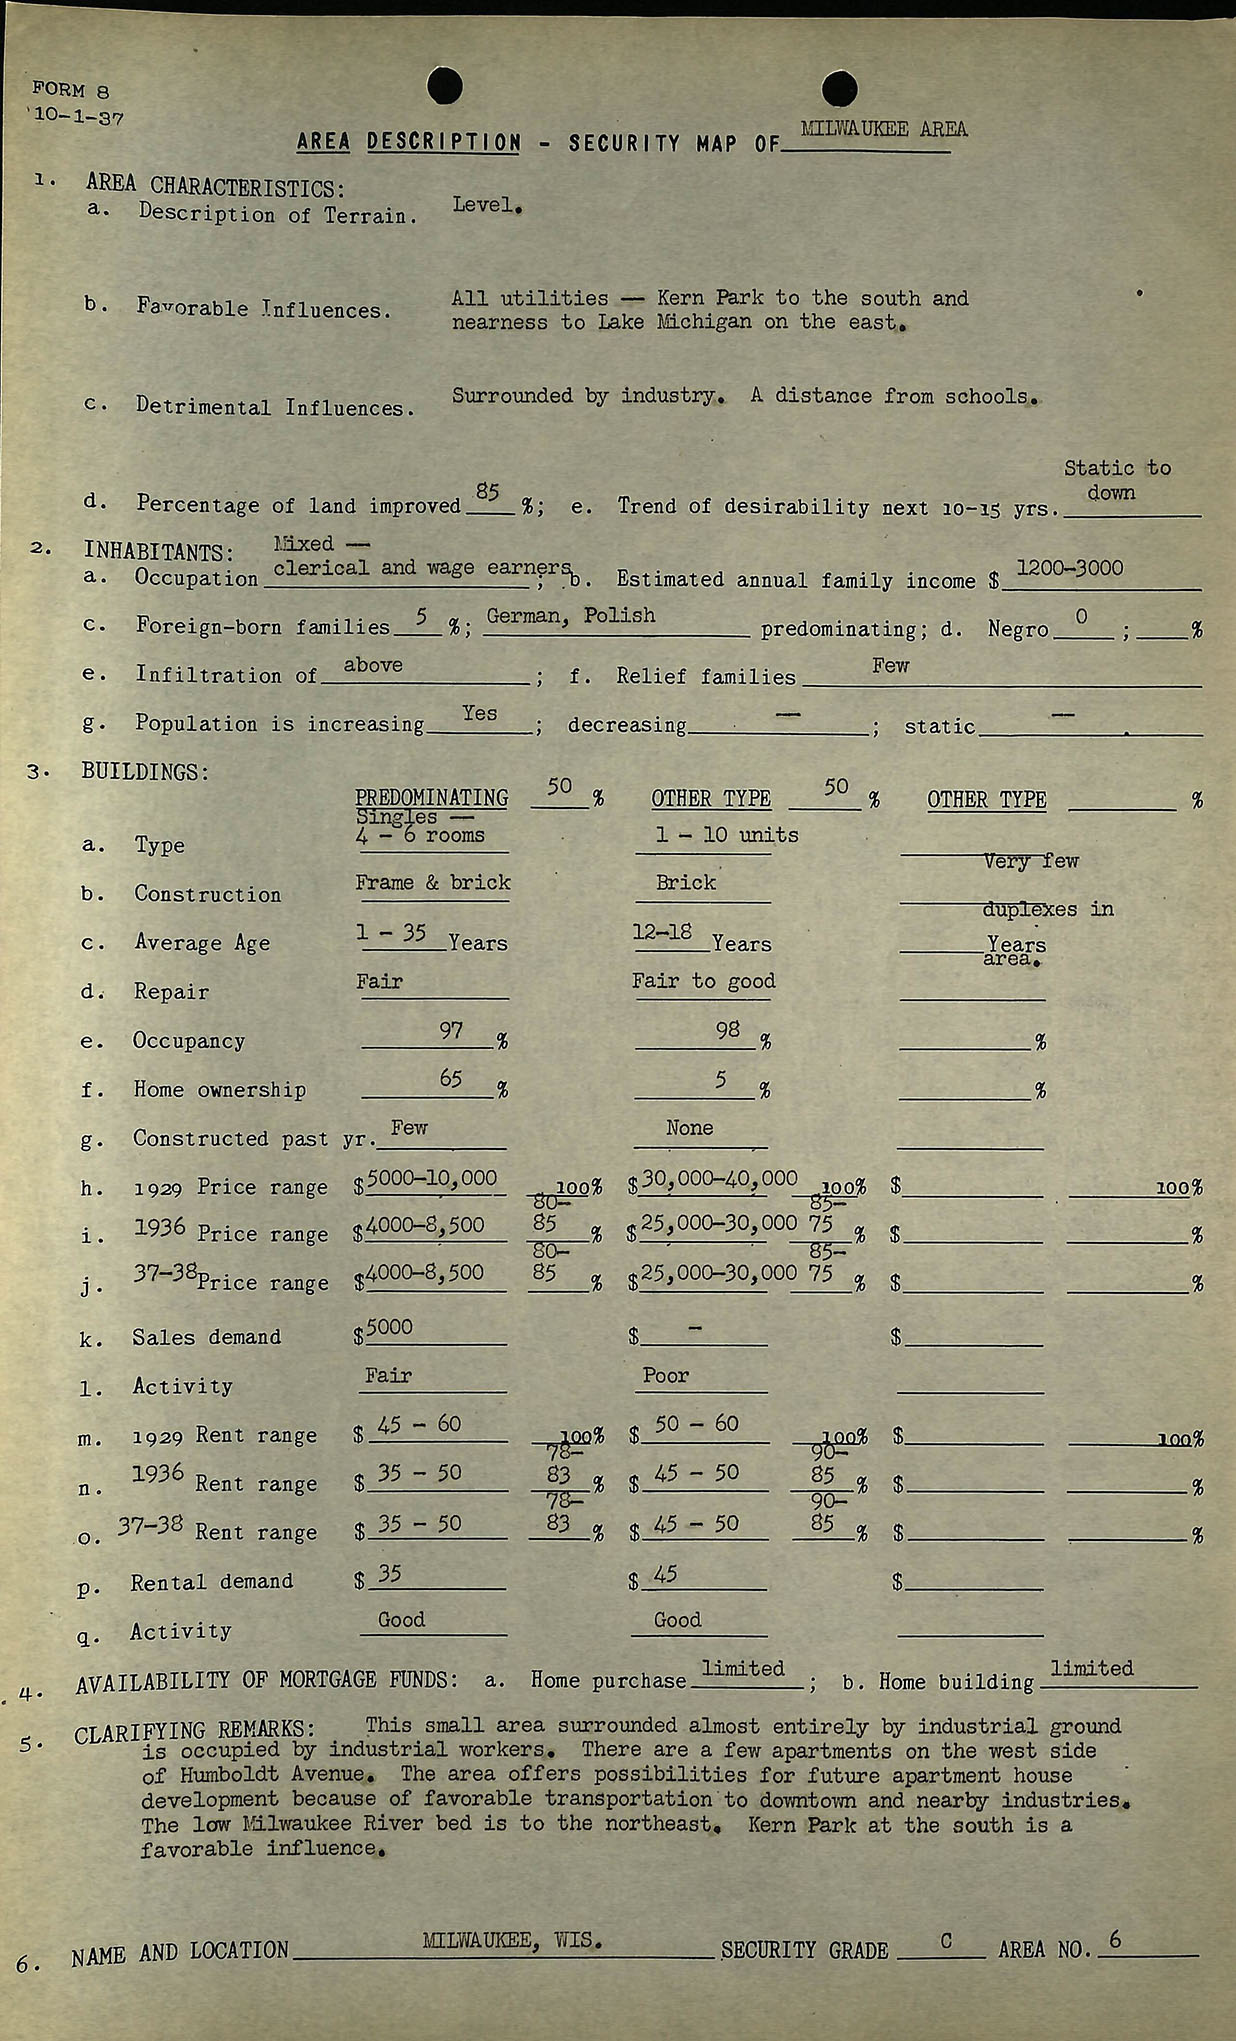 FORM 8
10-1-37
AREA DESCRIPTION - SECURITY MAP OF MILWAUKEE AREA
1. AREA CHARACTERISTICS:
a. Description of Terrain. Level.
b. Favorable Influences. All utilities — Kern Park to the south and
nearness to Lake Michigan on the east.
c. Detrimental Influences. Surrounded by industry. A distance from schools.
Static to
d. Percentage of land improved 85 %; e. Trend of desirability next 10-15 yrs. down
2. INHABITANTS: Mixed —
a. Occupation clerical and wage earners; b. Estimated annual family income $ 1200-3000
c. Foreign-born families 5 %; German, Polish predominating; d. Negro 0 ; %
e. Infiltration of above ; f. Relief families Few
g. Population is increasing Yes ; decreasing — ; static —
3. BUILDINGS:
PREDOMINATING 50 % OTHER TYPE 50 % OTHER TYPE %
Singles —
a. Type 4 - 6 rooms 1 - 10 units
Very few
b. Construction Frame & brick Brick
duplexes in
c. Average Age 1 - 35 Years 12-18 Years Years
area.
d. Repair Fair Fair to good
e. Occupancy 97 % 98 % %
f. Home ownership 65 % 5 % %
g. Constructed past yr. Few None
h. 1929 Price range $5000-10,000 100% $30,000-40,000 100% $ 100%
80- 85-
i. 1936 Price range $4000-8,500 85 % $25,000-30,000 75 % $ %
80- 85-
j. 37-38 Price range $4000-8,500 85 % $25,000-30,000 75 % $ %
k. Sales demand $5000 $ - $
l. Activity Fair Poor
m. 1929 Rent range $ 45 - 60 100% $ 50 - 60 100% $ 100%
78- 90-
n. 1936 Rent range $ 35 - 50 83 % $ 45 - 50 85 % $ %
78- 90-
o. 37-38 Rent range $ 35 - 50 83 % $ 45 - 50 85 % $ %
p. Rental demand $ 35 $ 45 $
q. Activity Good Good
4. AVAILABILITY OF MORTGAGE FUNDS: a. Home purchase limited ; b. Home building limited
5. CLARIFYING REMARKS: This small area surrounded almost entirely by industrial ground
is occupied by industrial workers. There are a few apartments on the west side
of Humboldt Avenue. The area offers possibilities for future apartment house
development because of favorable transportation to downtown and nearby industries.
The low Milwaukee River bed is to the northeast. Kern Park at the south is a
favorable influence.
6. NAME AND LOCATION MILWAUKEE, WIS. SECURITY GRADE C AREA NO. 6